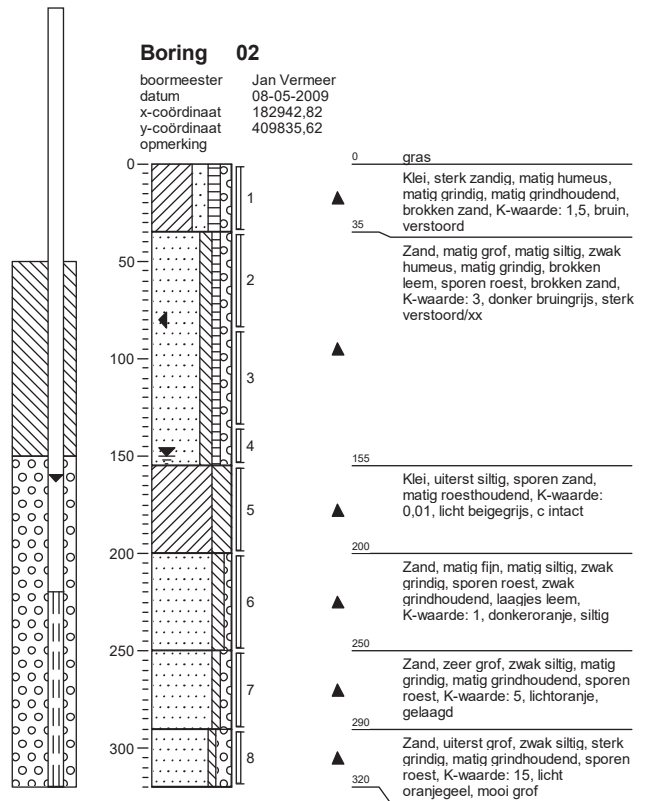 Boring 02
boormeester Jan Vermeer
datum 08-05-2009
x-coördinaat 182942,82
y-coördinaat 409835,62
opmerking
0
50
100
150
200
250
300
1
2
3
4
5
6
7
8
0 gras
Klei, sterk zandig, matig humeus,
matig grindig, matig grindhoudend,
brokken zand, K-waarde: 1,5, bruin,
verstoord
35
Zand, matig grof, matig siltig, zwak
humeus, matig grindig, brokken
leem, sporen roest, brokken zand,
K-waarde: 3, donker bruingrijs, sterk
verstoord/xx
155
Klei, uiterst siltig, sporen zand,
matig roesthoudend, K-waarde:
0,01, licht beigegrijs, c intact
200
Zand, matig fijn, matig siltig, zwak
grindig, sporen roest, zwak
grindhoudend, laagjes leem,
K-waarde: 1, donkeroranje, siltig
250
Zand, zeer grof, zwak siltig, matig
grindig, matig grindhoudend, sporen
roest, K-waarde: 5, lichtoranje,
gelaagd
290
Zand, uiterst grof, zwak siltig, sterk
grindig, matig grindhoudend, sporen
roest, K-waarde: 15, licht
oranjegeel, mooi grof
320